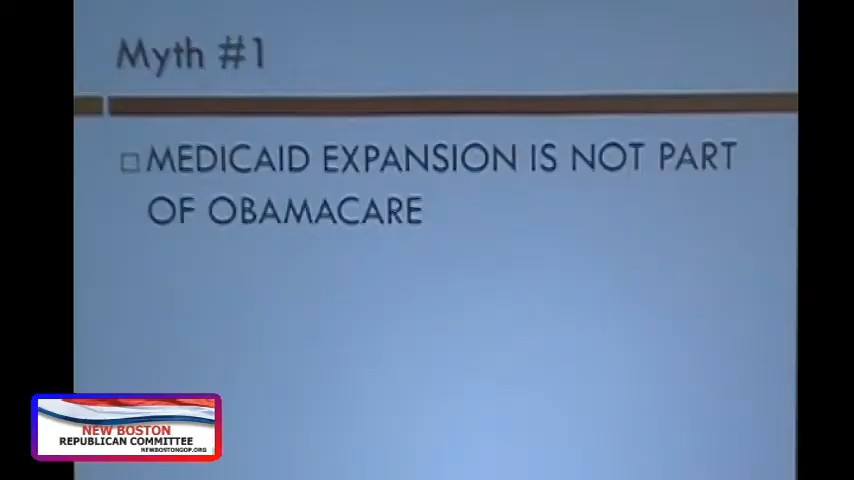 Myth #1
MEDICAID EXPANSION IS NOT PART
OF OBAMACARE
NEW BOSTON
REPUBLICAN COMMITTEE
NEWBOSTONGOP.ORG